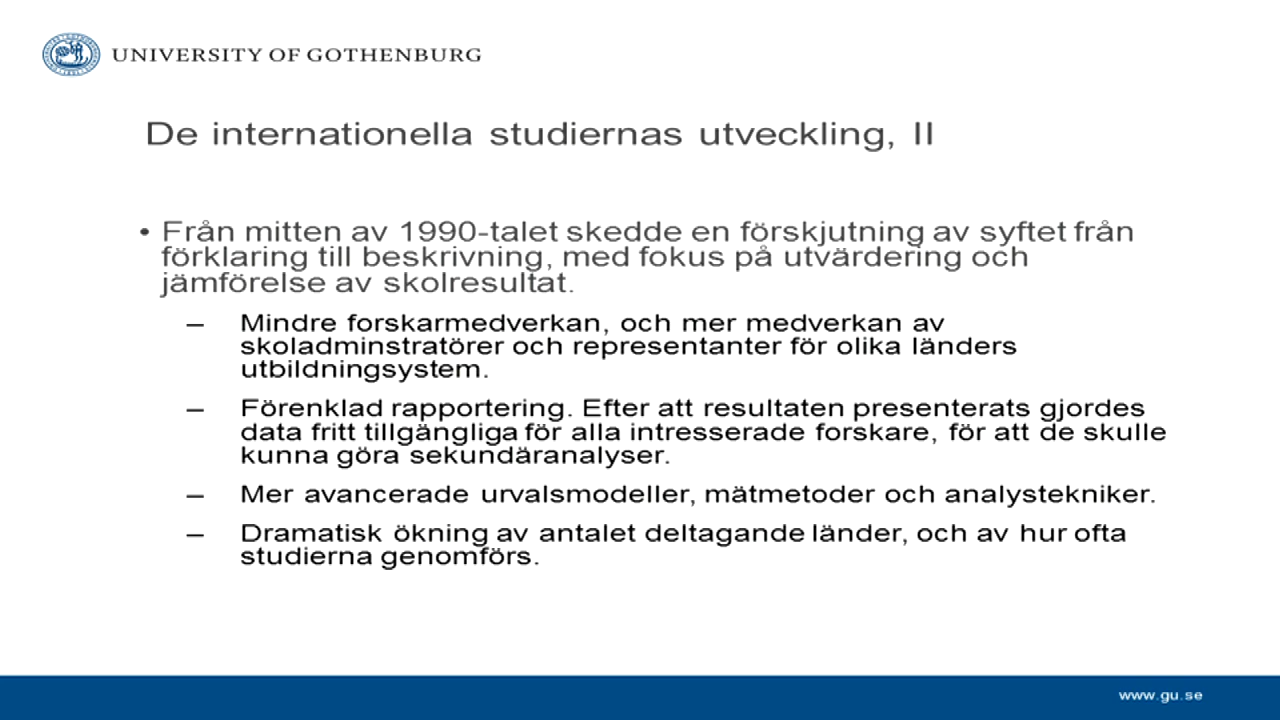 UNIVERSITY OF GOTHENBURG
De internationella studiernas utveckling, II
• Från mitten av 1990-talet skedde en förskjutning av syftet från
förklaring till beskrivning, med fokus på utvärdering och
jämförelse av skolresultat.
– Mindre forskarmedverkan, och mer medverkan av
skoladminstratörer och representanter för olika länders
utbildningsystem.
– Förenklad rapportering. Efter att resultaten presenterats gjordes
data fritt tillgängliga för alla intresserade forskare, för att de skulle
kunna göra sekundäranalyser.
– Mer avancerade urvalsmodeller, mätmetoder och analystekniker.
– Dramatisk ökning av antalet deltagande länder, och av hur ofta
studierna genomförs.
www.gu.se